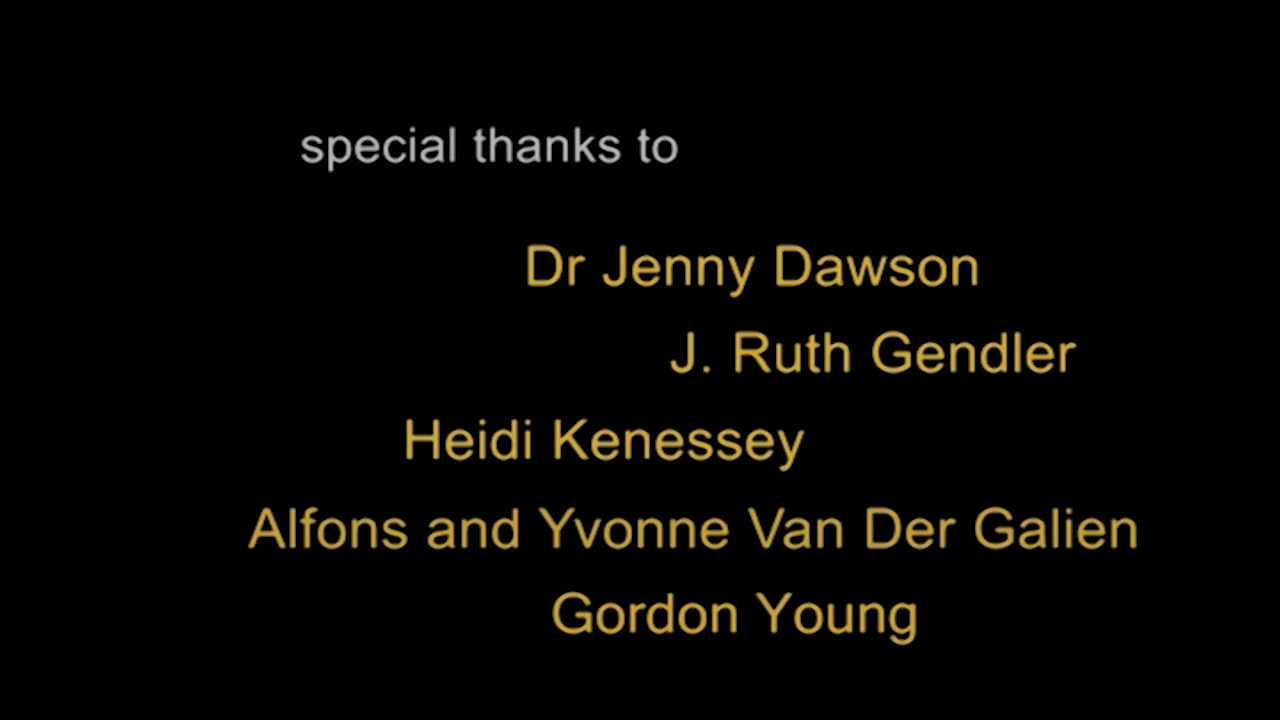 special thanks to
Dr Jenny Dawson
J. Ruth Gendler
Heidi Kenessey
Alfons and Yvonne Van Der Galien
Gordon Young